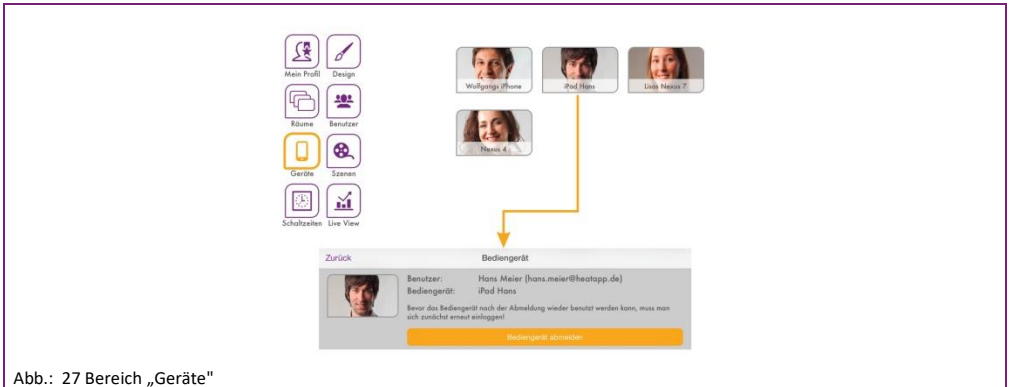 Mein Profil Design
Räume Benutzer
Geräte Szenen
Schaltzeiten Live View
Wolfgangs iPhone iPad Hans Lisas Nexus 7
Nexus 4
Zurück Bediengerät
Benutzer: Hans Meier (hans.meier@heatapp.de)
Bediengerät: iPad Hans
Bevor das Bediengerät nach der Abmeldung wieder benutzt werden kann, muss man
sich zunächst erneut einloggen!
Bediengerät abmelden
Abb.: 27 Bereich „Geräte"